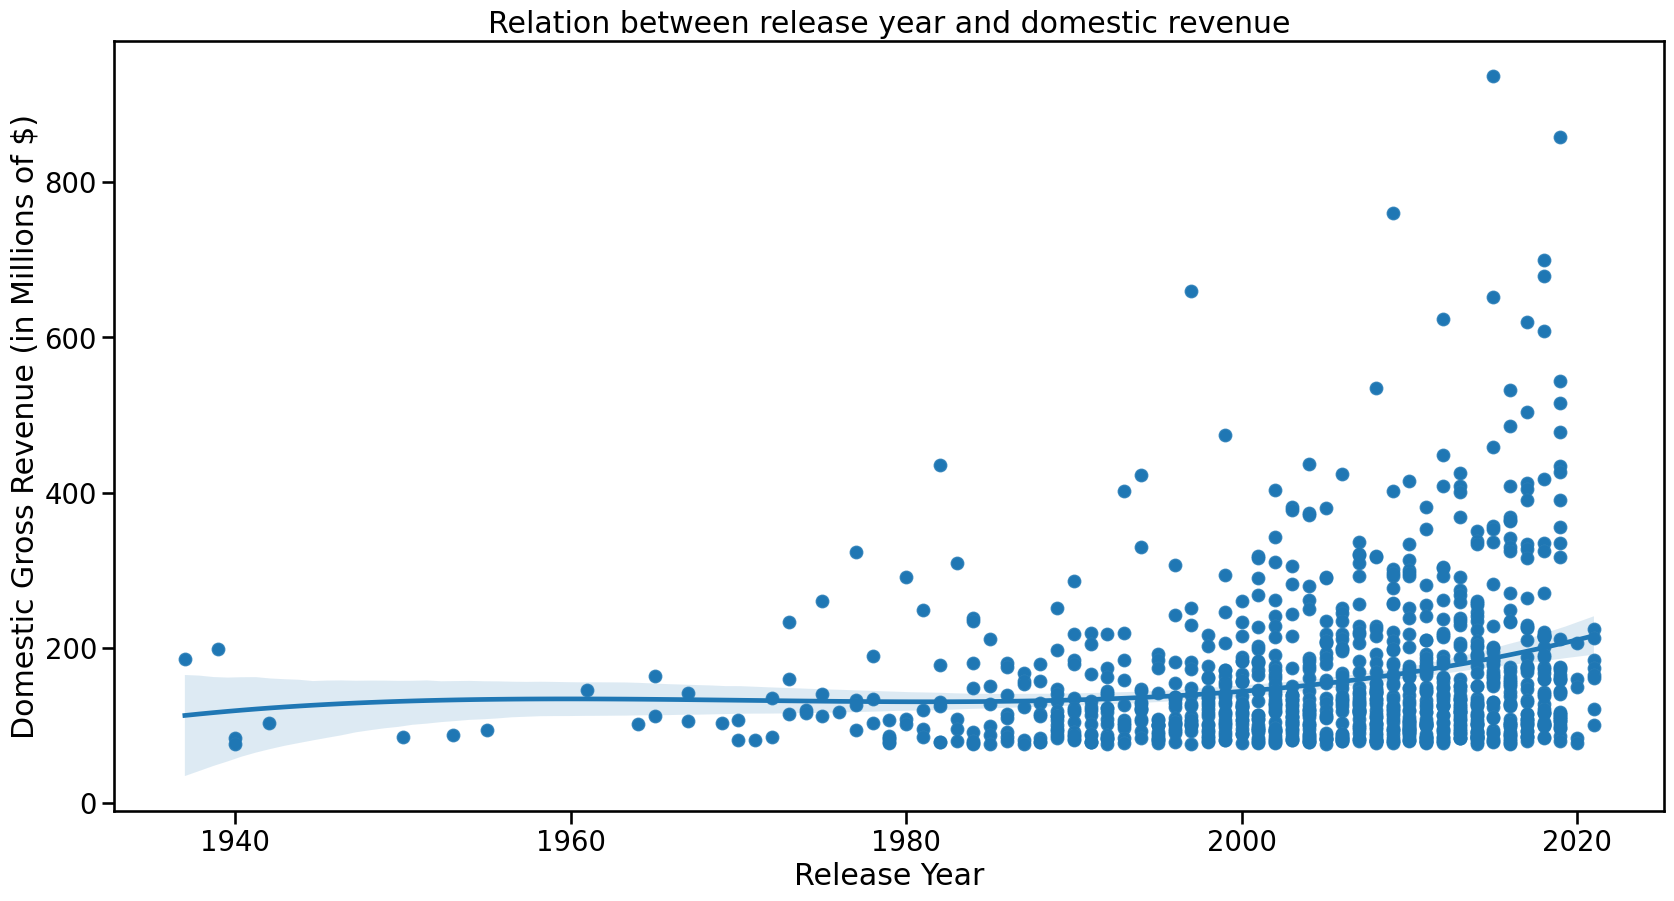 Relation between release year and domestic revenue
Domestic Gross Revenue (in Millions of $)
800
600
400
200
0
1940 1960 1980 2000 2020
Release Year